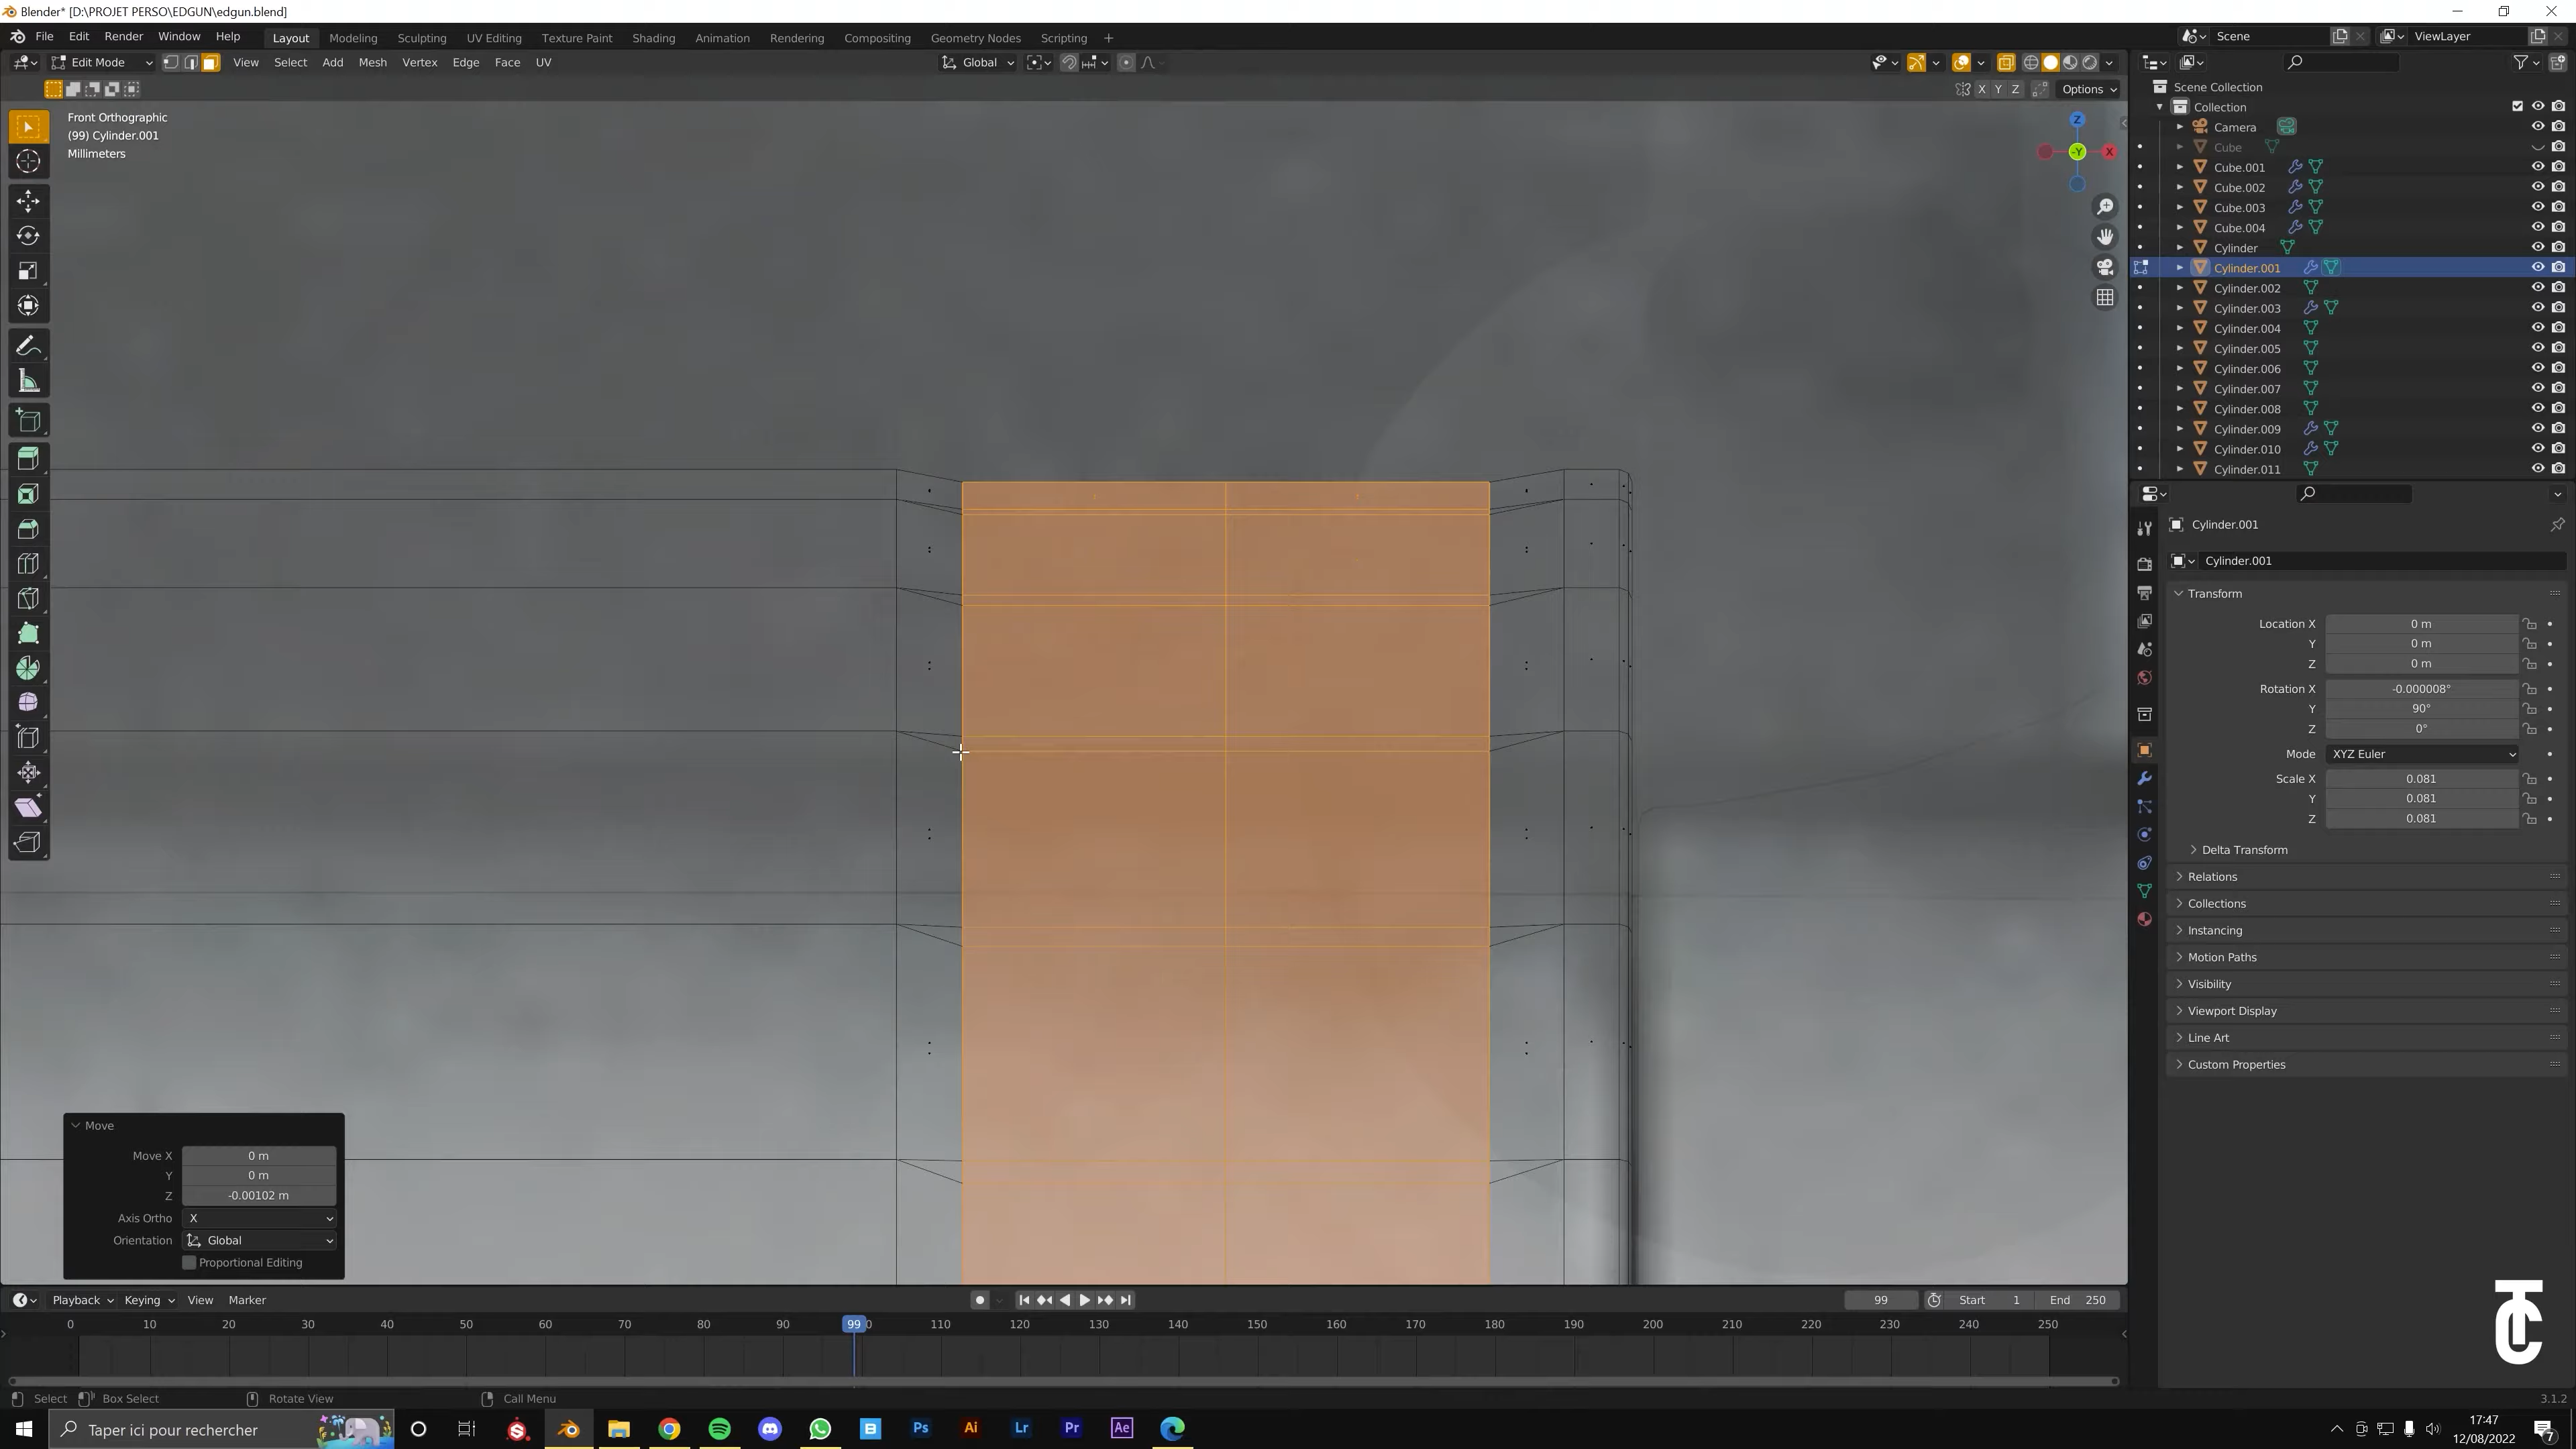 Blender* [D:\PROJET PERSO\EDGUN\edgun.blend]
File Edit Render Window Help
Layout Modeling Sculpting UV Editing Texture Paint Shading Animation Rendering Compositing Geometry Nodes Scripting +
Scene
ViewLayer
Edit Mode View Select Add Mesh Vertex Edge Face UV
Global
X Y Z Options
Front Orthographic
(99) Cylinder.001
Millimeters
Z
-Y
X
Scene Collection
Collection
Camera
Cube
Cube.001
Cube.002
Cube.003
Cube.004
Cylinder
Cylinder.001
Cylinder.002
Cylinder.003
Cylinder.004
Cylinder.005
Cylinder.006
Cylinder.007
Cylinder.008
Cylinder.009
Cylinder.010
Cylinder.011
Cylinder.001
Cylinder.001
Transform
Location X 0 m
Y 0 m
Z 0 m
Rotation X -0.000008°
Y 90°
Z 0°
Mode XYZ Euler
Scale X 0.081
Y 0.081
Z 0.081
Delta Transform
Relations
Collections
Instancing
Motion Paths
Visibility
Viewport Display
Line Art
Custom Properties
Move
Move X 0 m
Y 0 m
Z -0.00102 m
Axis Ortho X
Orientation Global
Proportional Editing
Playback Keying View Marker
99 Start 1 End 250
0 10 20 30 40 50 60 70 80 90 99 0 110 120 130 140 150 160 170 180 190 200 210 220 230 240 250
Select Box Select Rotate View Call Menu
3.1.2
Taper ici pour rechercher
Ps Ai Lr Pr Ae
17:47
12/08/2022
7